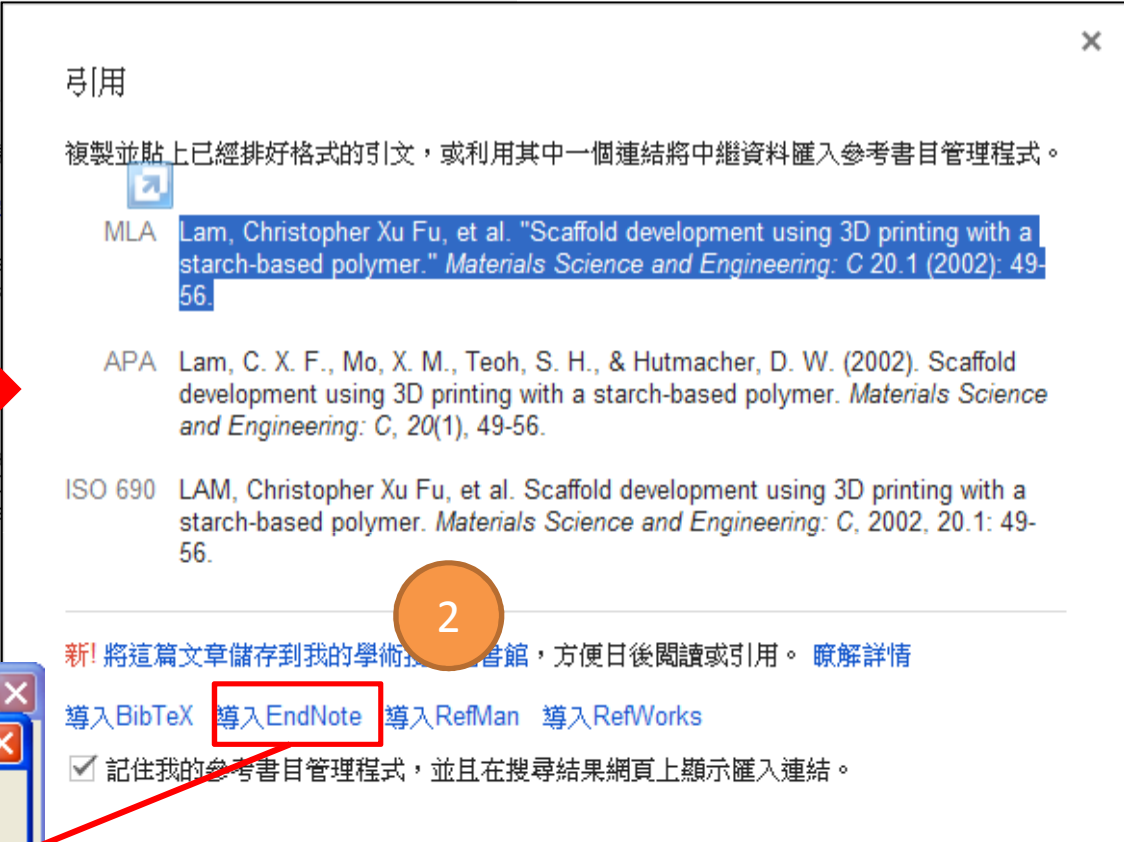 引用
複製並貼上已經排好格式的引文，或利用其中一個連結將中繼資料匯入參考書目管理程式。
MLA Lam, Christopher Xu Fu, et al. "Scaffold development using 3D printing with a
starch-based polymer." Materials Science and Engineering: C 20.1 (2002): 49-
56.
APA Lam, C. X. F., Mo, X. M., Teoh, S. H., & Hutmacher, D. W. (2002). Scaffold
development using 3D printing with a starch-based polymer. Materials Science
and Engineering: C, 20(1), 49-56.
ISO 690 LAM, Christopher Xu Fu, et al. Scaffold development using 3D printing with a
starch-based polymer. Materials Science and Engineering: C, 2002, 20.1: 49-
56.
2
新! 將這篇文章儲存到我的學術書館，方便日後閱讀或引用。 瞭解詳情
導入BibTeX 導入EndNote 導入RefMan 導入RefWorks
記住我的參考書目管理程式，並且在搜尋結果網頁上顯示匯入連結。